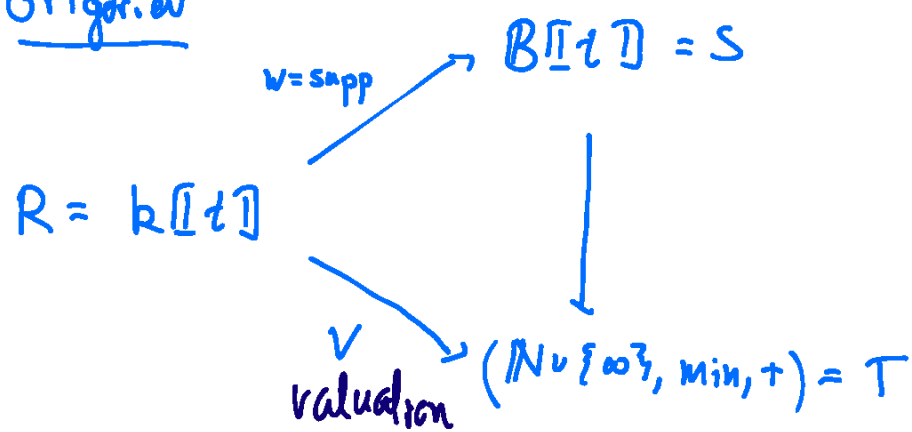 w=supp
B⟦t⟧ = S
R = k⟦t⟧
v
valuation
(ℕ∪{∞}, min, +) = T